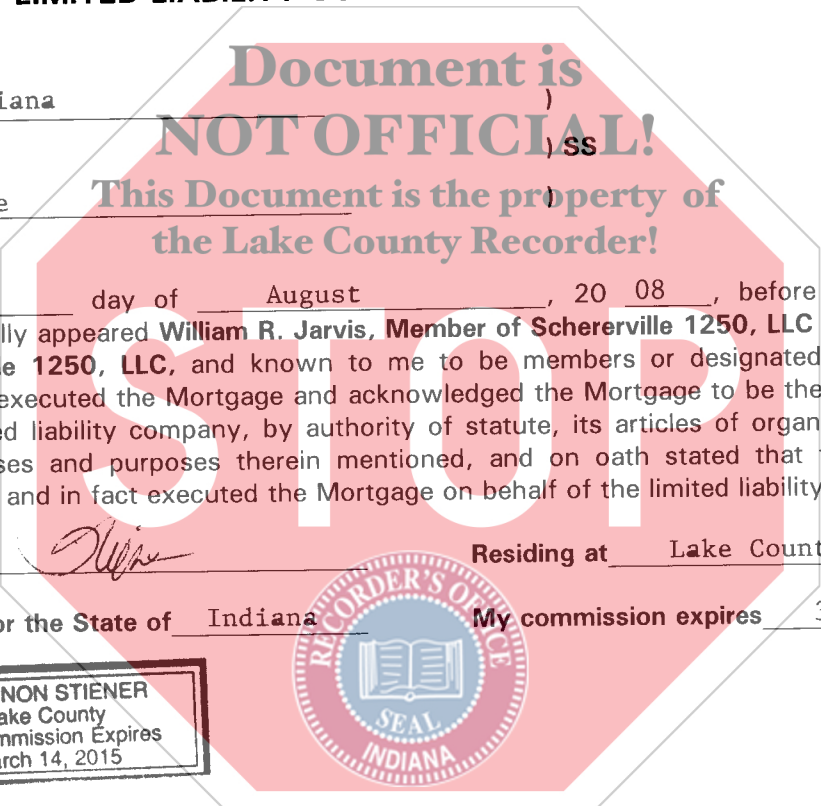 LIMITED LIABILITY
Document is
iana )
NOT OFFICIAL!
) SS
This Document is the property of
e )
the Lake County Recorder!
day of August, 20 08, before
lly appeared William R. Jarvis, Member of Schererville 1250, LLC
e 1250, LLC, and known to me to be members or designated
executed the Mortgage and acknowledged the Mortgage to be the
ed liability company, by authority of statute, its articles of organ
ses and purposes therein mentioned, and on oath stated that
and in fact executed the Mortgage on behalf of the limited liability
STOP
Residing at Lake Count
or the State of Indiana My commission expires 3
RECORDER'S OFFICE
SEAL
INDIANA
NON STIENER
ake County
mmission Expires
arch 14, 2015